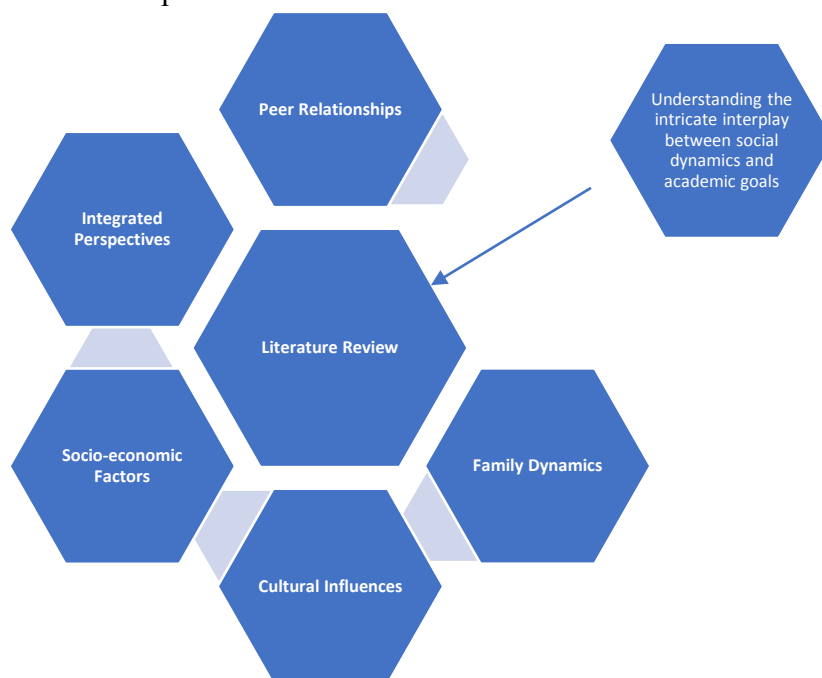 Peer Relationships
Understanding the
intricate interplay
between social
dynamics and
academic goals
Integrated
Perspectives
Literature Review
Socio-economic
Factors
Family Dynamics
Cultural Influences